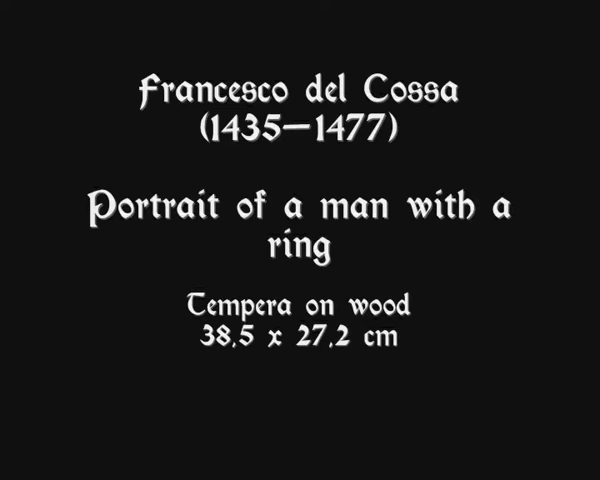 Francesco del Cossa
(1435–1477)
Portrait of a man with a
ring
Tempera on wood
38,5 x 27,2 cm